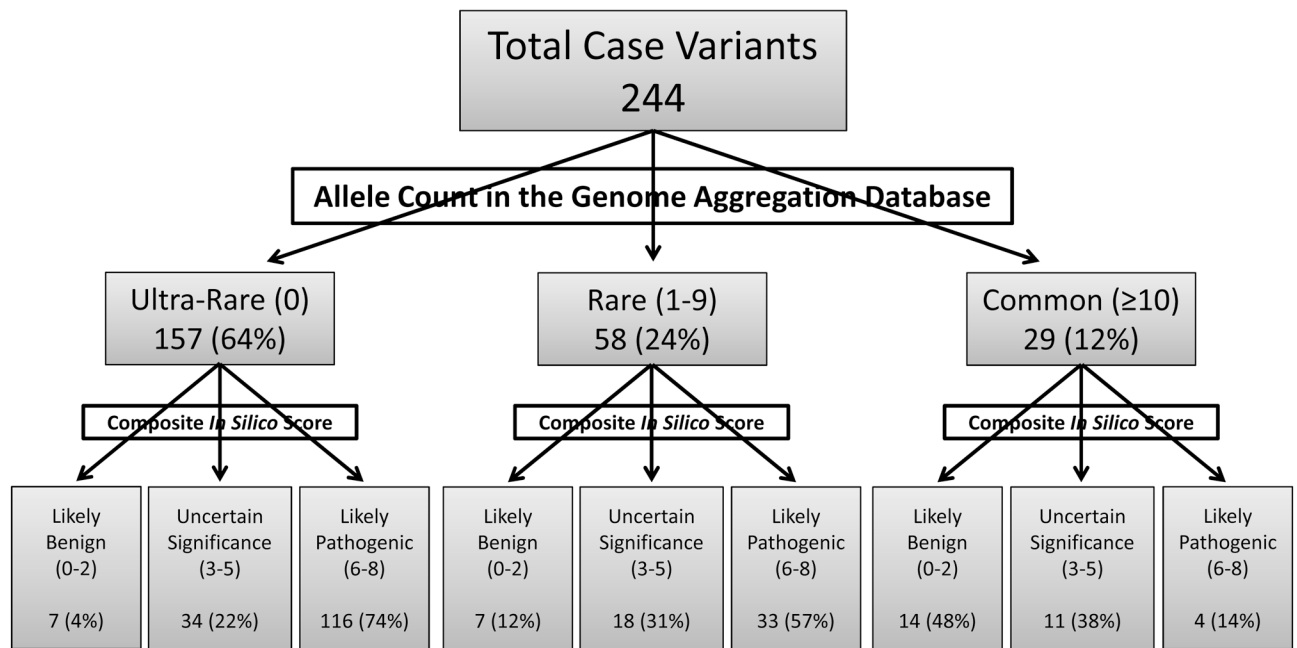 Total Case Variants
244
Allele Count in the Genome Aggregation Database
Ultra-Rare (0)
157 (64%)
Rare (1-9)
58 (24%)
Common (≥10)
29 (12%)
Composite In Silico Score
Composite In Silico Score
Composite In Silico Score
Likely
Benign
(0-2)
7 (4%)
Uncertain
Significance
(3-5)
34 (22%)
Likely
Pathogenic
(6-8)
116 (74%)
Likely
Benign
(0-2)
7 (12%)
Uncertain
Significance
(3-5)
18 (31%)
Likely
Pathogenic
(6-8)
33 (57%)
Likely
Benign
(0-2)
14 (48%)
Uncertain
Significance
(3-5)
11 (38%)
Likely
Pathogenic
(6-8)
4 (14%)